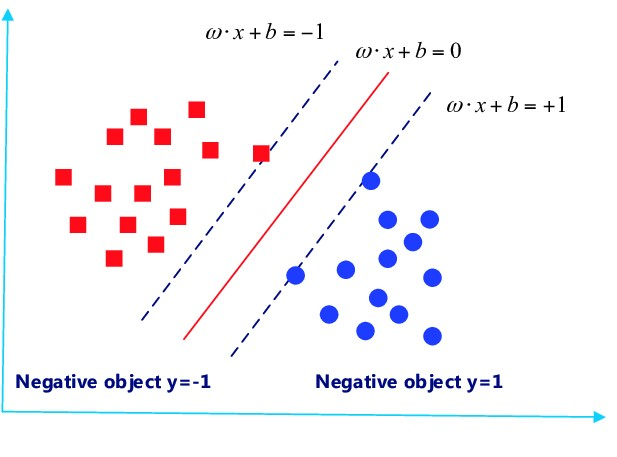 ω· x + b = −1
ω· x + b = 0
ω· x + b = +1
Negative object y=-1
Negative object y=1